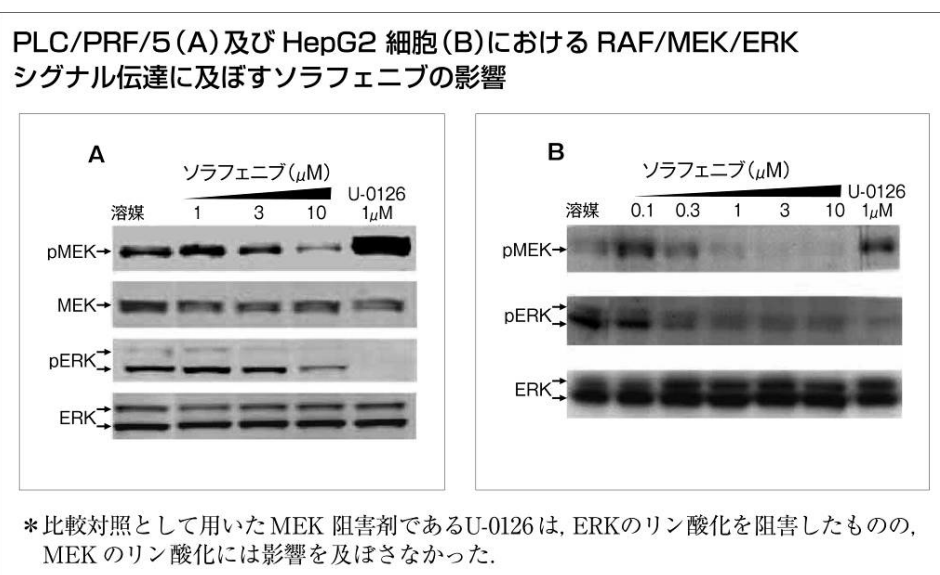 PLC/PRF/5(A)及び HepG2 細胞(B)における RAF/MEK/ERK
シグナル伝達に及ぼすソラフェニブの影響
A
ソラフェニブ(μM)
溶媒 1 3 10 U-0126 1μM
pMEK
MEK
pERK
ERK
B
ソラフェニブ(μM)
溶媒 0.1 0.3 1 3 10 U-0126 1μM
pMEK
pERK
ERK
*比較対照として用いた MEK 阻害剤であるU-0126 は, ERKのリン酸化を阻害したものの,
MEK のリン酸化には影響を及ぼさなかった.